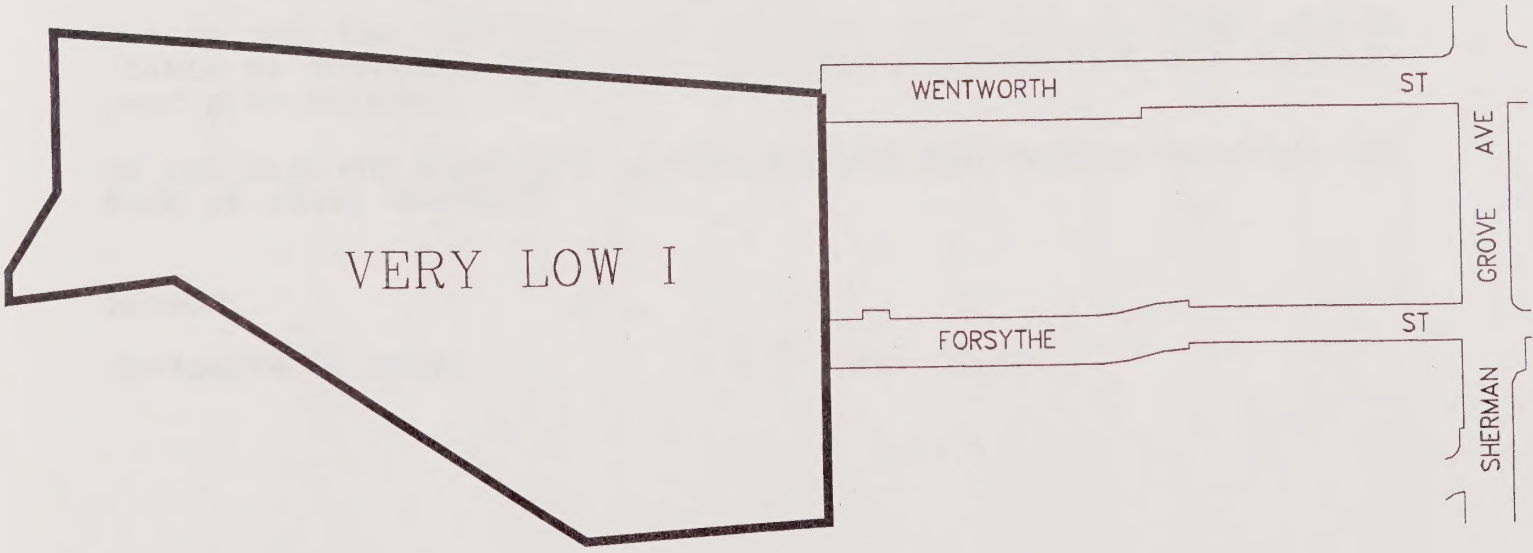 WENTWORTH ST
VERY LOW I
FORSYTHE ST
SHERMAN GROVE AVE